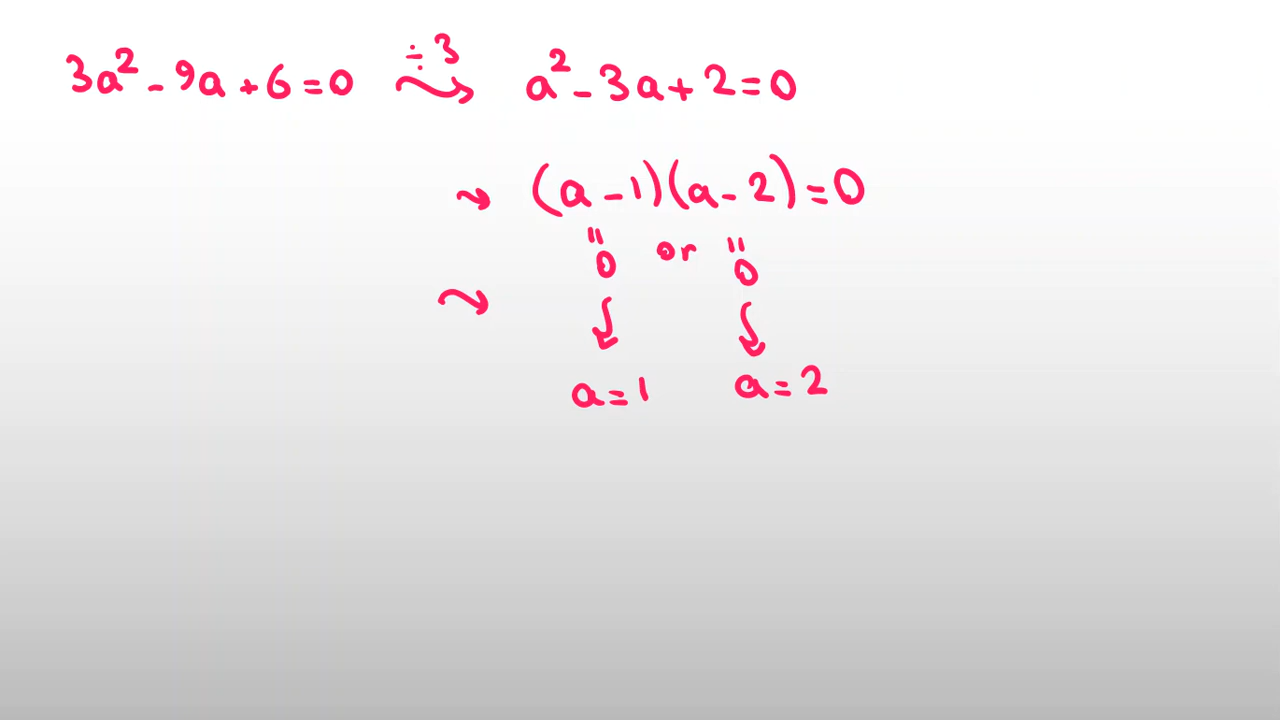 3a² - 9a + 6 = 0 ÷3 ⇝ a² - 3a + 2 = 0
⇝ (a - 1)(a - 2) = 0
" or "
0 0
⇝ ↓ ↓
a = 1 a = 2